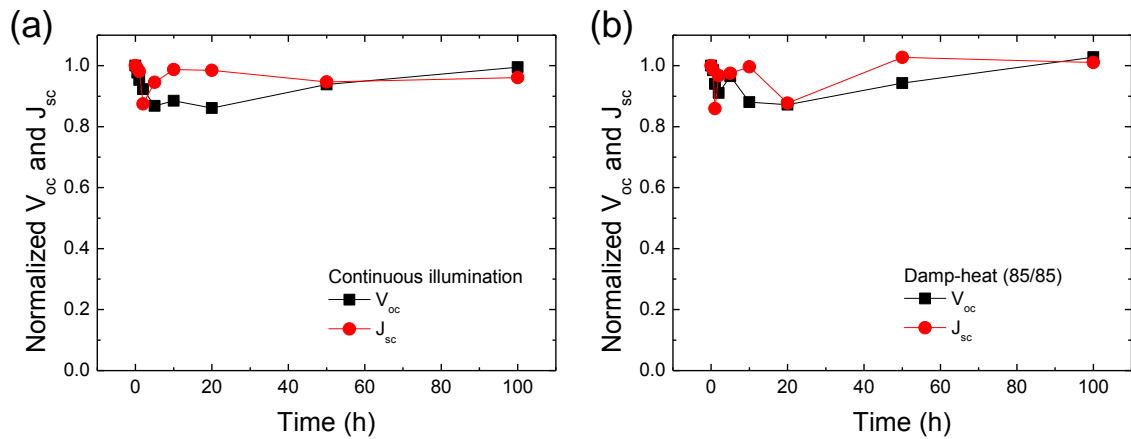 (a)
Normalized Voc and Jsc
1.0
0.8
0.6
0.4
0.2
0.0
Continuous illumination
Voc
Jsc
0 20 40 60 80 100
Time (h)
(b)
Normalized Voc and Jsc
1.0
0.8
0.6
0.4
0.2
0.0
Damp-heat (85/85)
Voc
Jsc
0 20 40 60 80 100
Time (h)